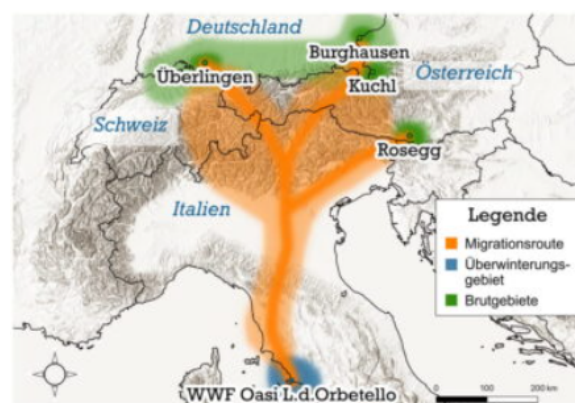 Deutschland
Burghausen
Überlingen
Kuchl
Österreich
Schweiz
Rosegg
Italien
Legende
Migrationsroute
Überwinterungs-
gebiet
Brutgebiete
WWF Oasi L.d.Orbetello
0 100 200 km